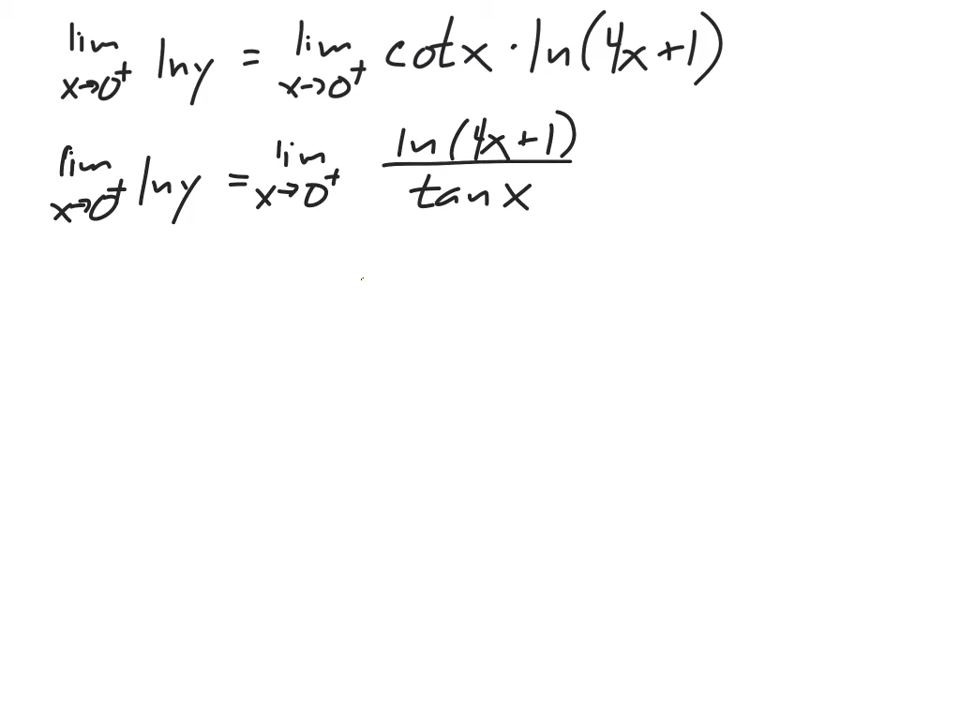 lim x→0⁺ ln y = lim x→0⁺ cot x · ln(4x+1)
lim x→0⁺ ln y = lim x→0⁺ ln(4x+1) / tan x